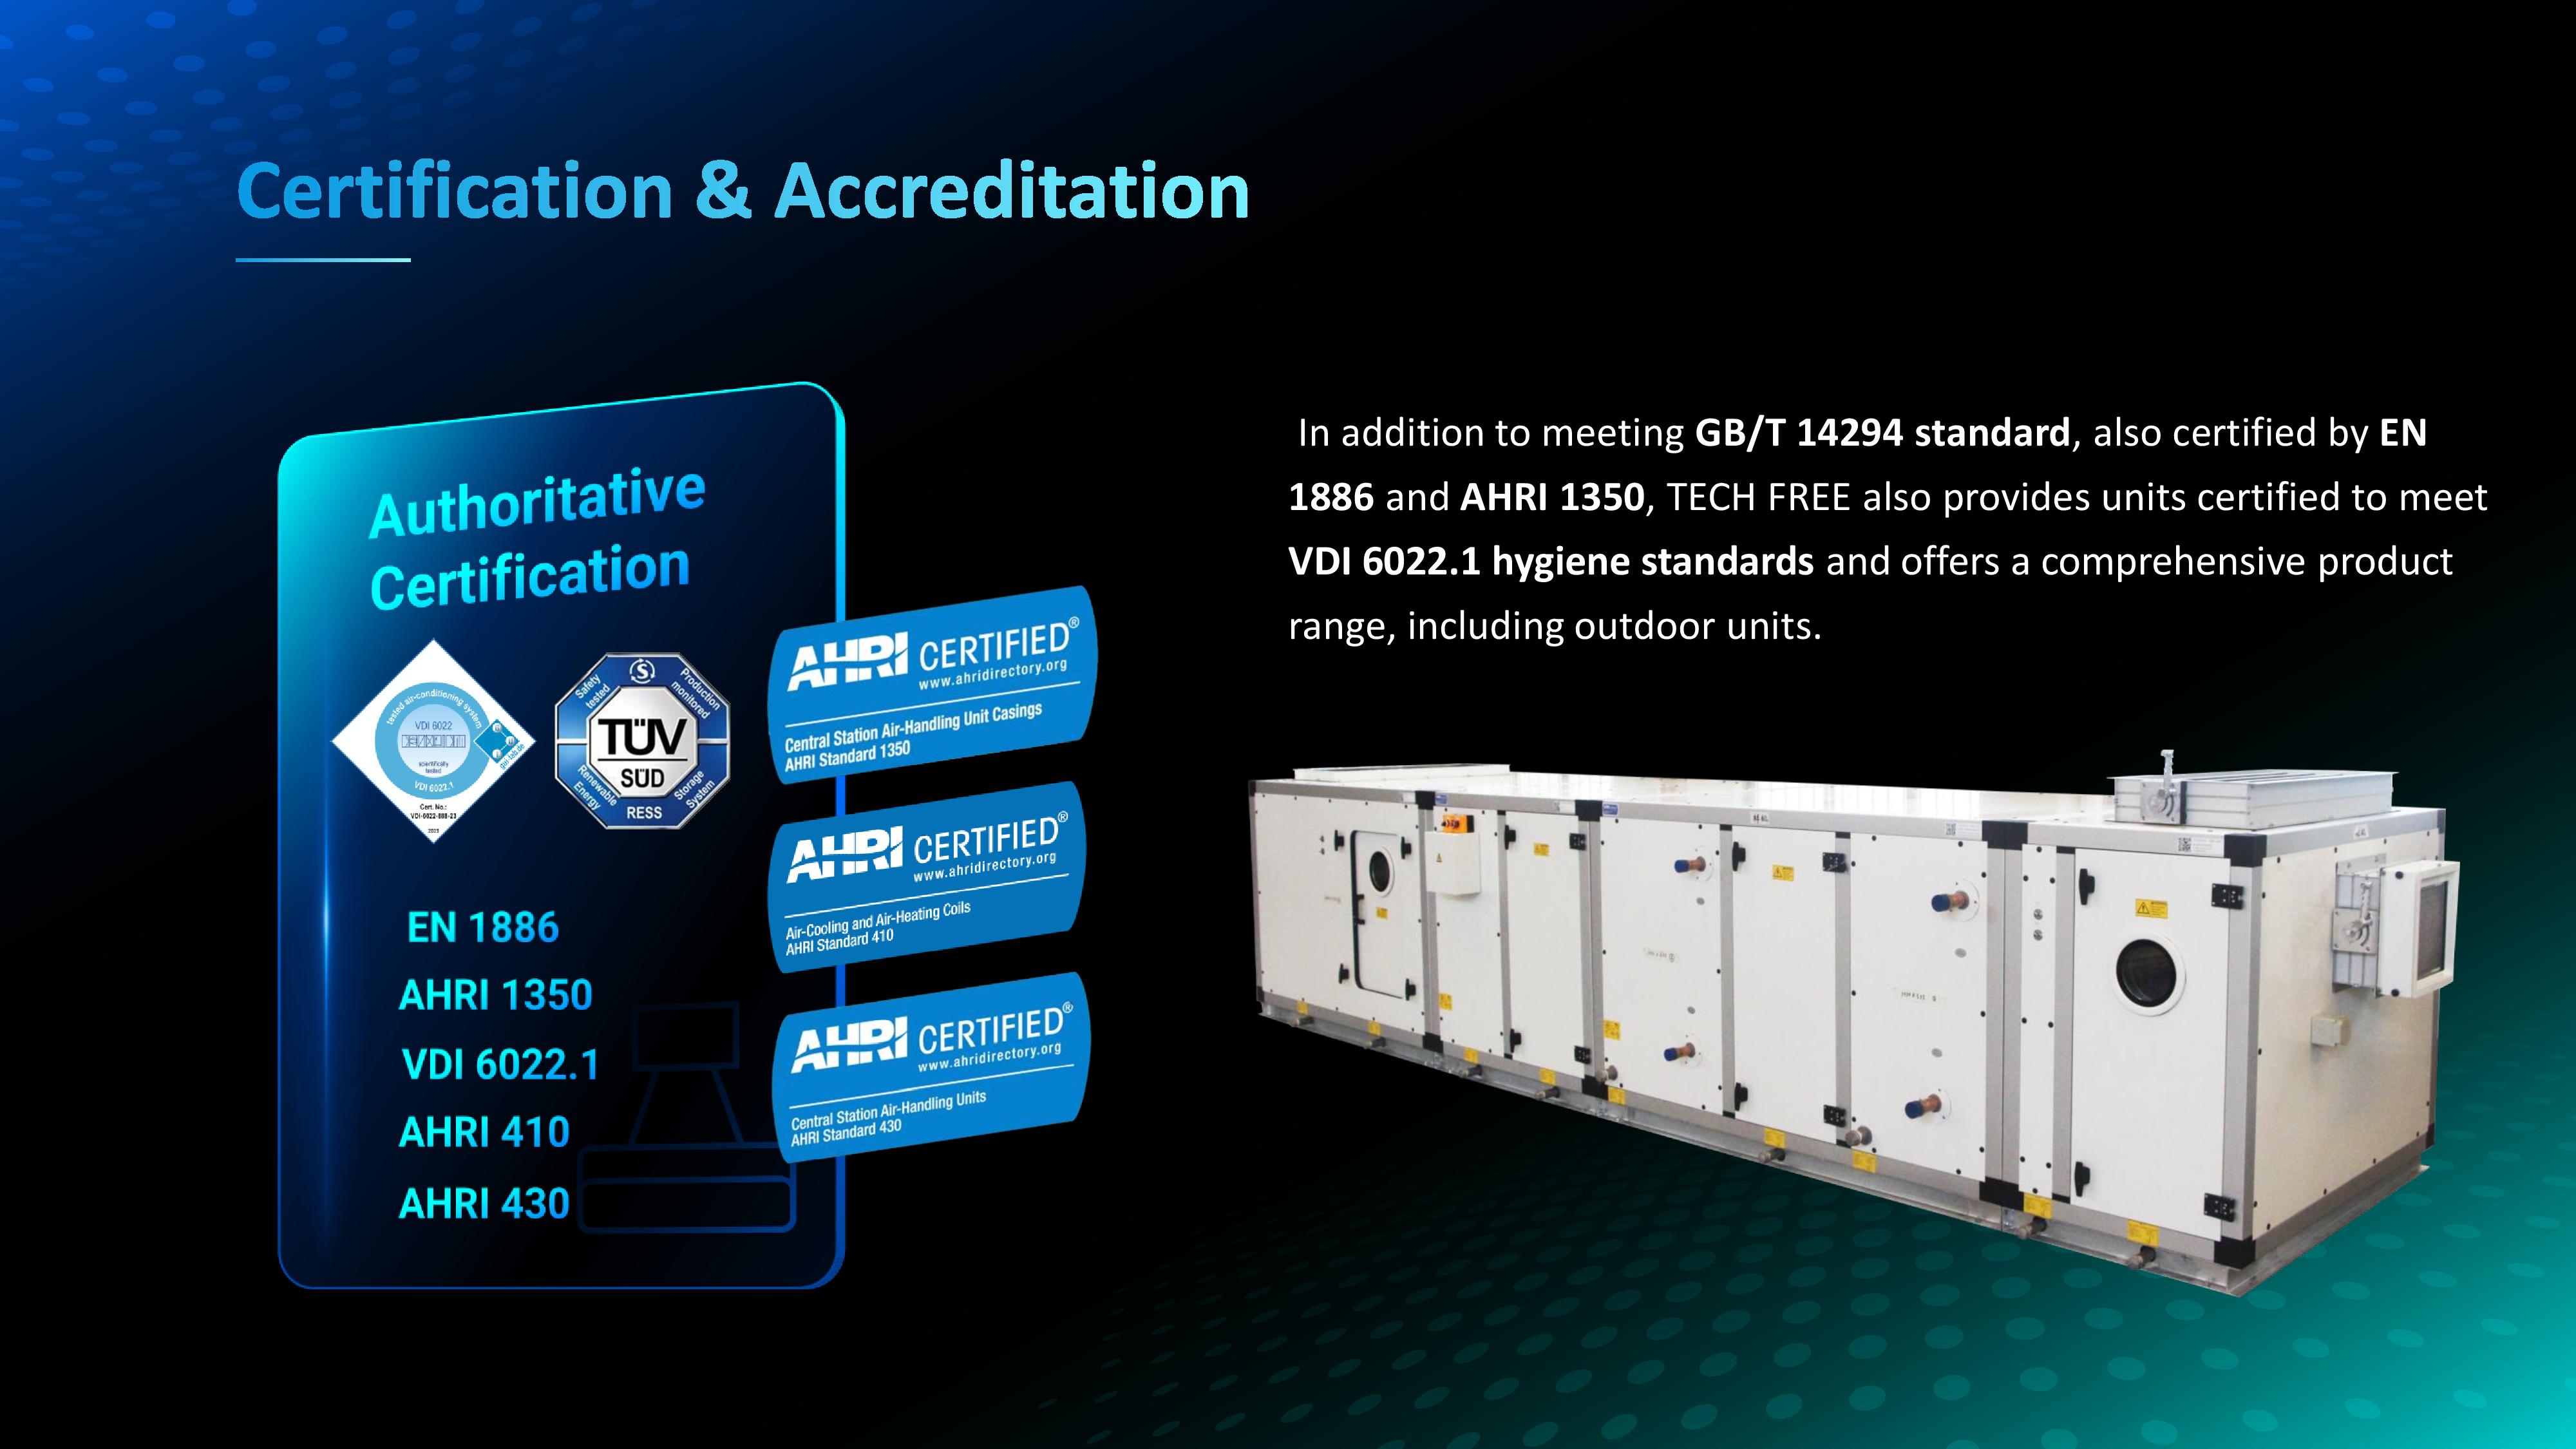 Certification & Accreditation
Authoritative
Certification
tested air-conditioning system
VDI 6022
scientifically
tested
VDI 6022.1
Cert. No.:
VDI-6022-888-23
2023
Safety
tested
Production
monitored
TÜV
SÜD
Renewable
Energy
Storage
System
RESS
EN 1886
AHRI 1350
VDI 6022.1
AHRI 410
AHRI 430
AHRI CERTIFIED®
www.ahridirectory.org
Central Station Air-Handling Unit Casings
AHRI Standard 1350
AHRI CERTIFIED®
www.ahridirectory.org
Air-Cooling and Air-Heating Coils
AHRI Standard 410
AHRI CERTIFIED®
www.ahridirectory.org
Central Station Air-Handling Units
AHRI Standard 430
In addition to meeting GB/T 14294 standard, also certified by EN
1886 and AHRI 1350, TECH FREE also provides units certified to meet
VDI 6022.1 hygiene standards and offers a comprehensive product
range, including outdoor units.